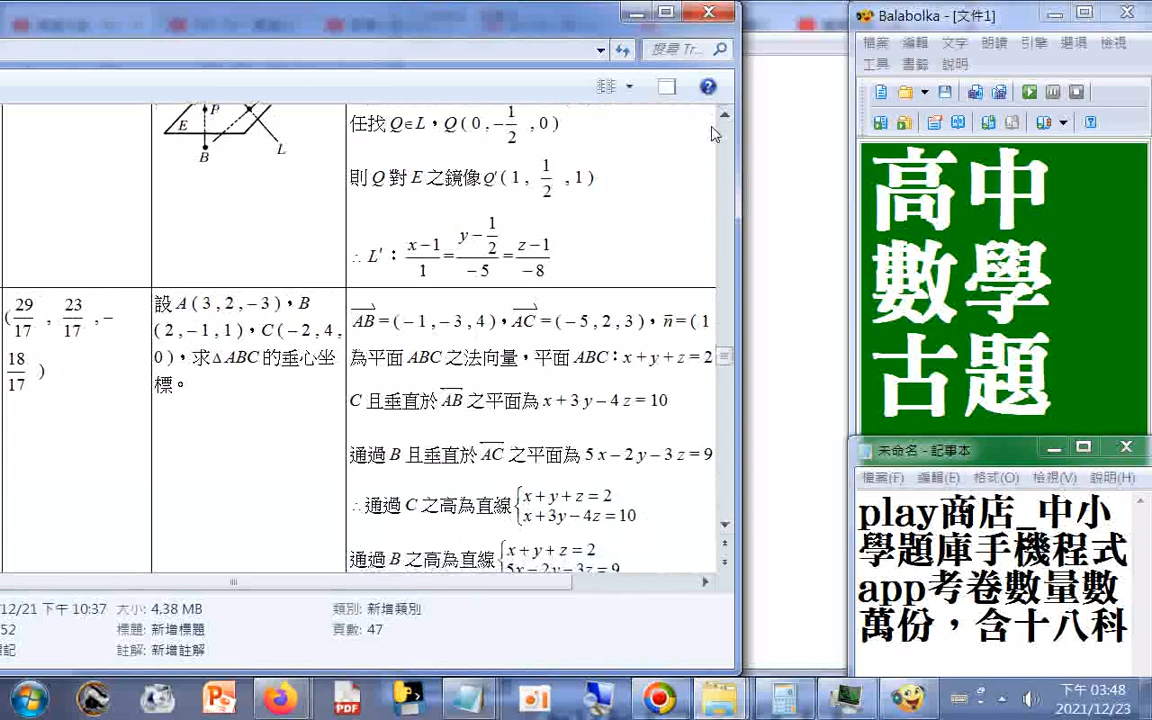 Balabolka - [文件1]
搜尋 Tr...
檔案 編輯 文字 朗讀 引擎 選項 檢視
工具 書籤 說明
E
P
B
L
任找 Q∈L，Q(0,-1/2,0)
則 Q 對 E 之鏡像Q'(1,1/2,1)
∴ L'：(x-1)/1=(y-1/2)/-5=(z-1)/-8
(29/17 , 23/17 , -
18/17 )
設 A(3,2,-3)，B
(2,-1,1)，C(-2,4,
0)，求△ABC 的垂心坐
標。
AB=(-1,-3,4)，AC=(-5,2,3)，n=(1
為平面 ABC 之法向量，平面 ABC：x+y+z=2
C 且垂直於 AB 之平面為 x+3y-4z=10
通過 B 且垂直於 AC 之平面為 5x-2y-3z=9
∴通過 C 之高為直線{x+y+z=2
x+3y-4z=10
通過 B 之高為直線{x+y+z=2
5x-2y-3z=9
高中
數學
古題
未命名 - 記事本
檔案(F) 編輯(E) 格式(O) 檢視(V) 說明(H)
play商店_中小
學題庫手機程式
app考卷數量數
萬份，含十八科
12/21 下午 10:37 大小: 4.38 MB 類別: 新增類別
52 標題: 新增標題 頁數: 47
記 註解: 新增註解
PDF
下午 03:48
2021/12/23